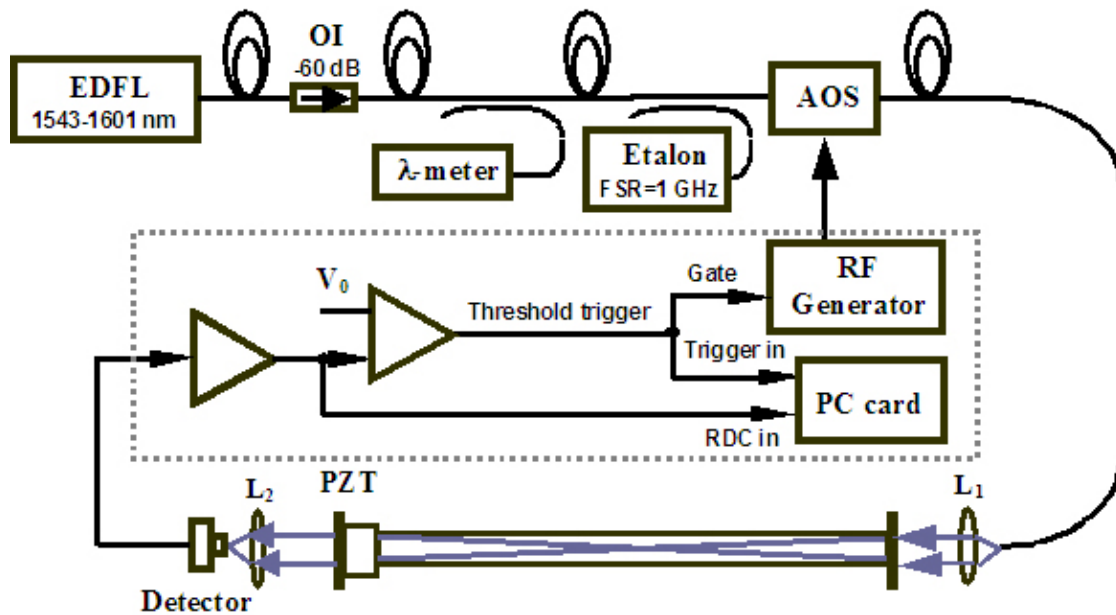 EDFL
1543-1601 nm
OI
-60 dB
λ-meter
Etalon
FSR=1 GHz
AOS
RF
Generator
Gate
V₀
Threshold trigger
Trigger in
PC card
RDC in
L₂
PZT
L₁
Detector